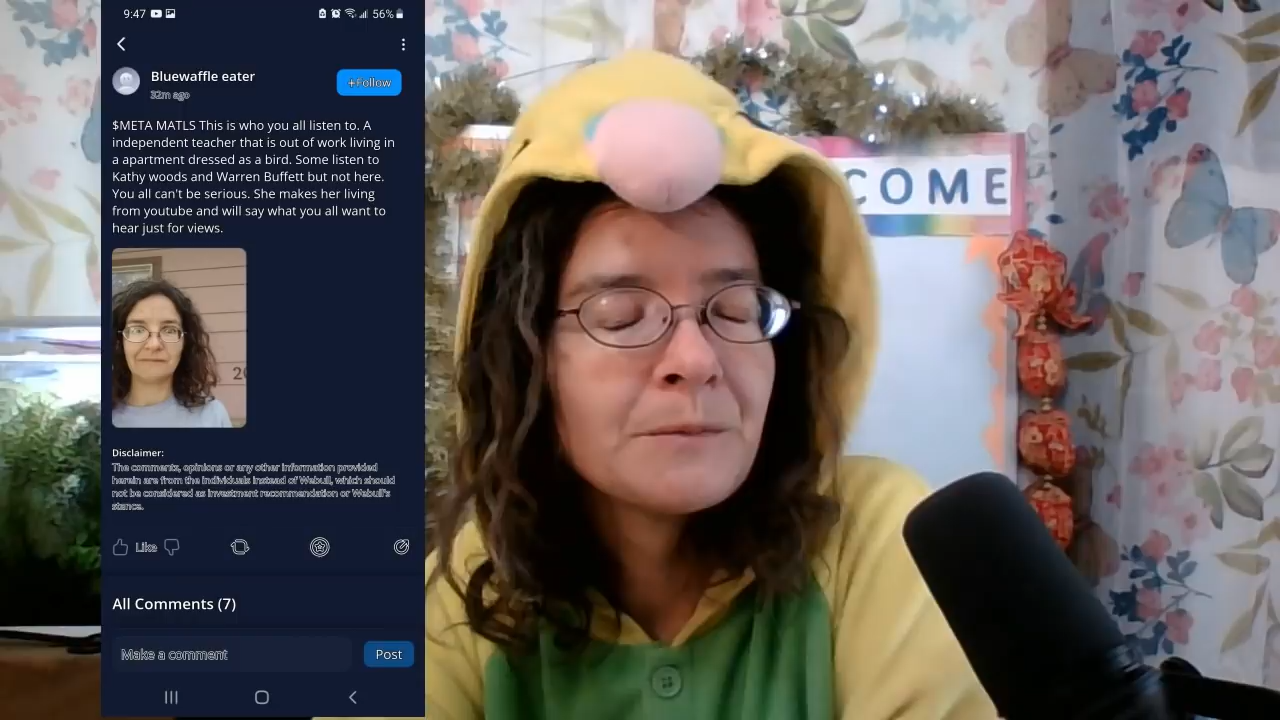 9:47
56%
Bluewaffle eater
32m ago
+Follow
$META MATLS This is who you all listen to. A
independent teacher that is out of work living in
a apartment dressed as a bird. Some listen to
Kathy woods and Warren Buffett but not here.
You all can't be serious. She makes her living
from youtube and will say what you all want to
hear just for views.
20
Disclaimer:
The comments, opinions or any other information provided
herein are from the individuals instead of Webull, which should
not be considered as investment recommendation or Webull's
stance.
Like
All Comments (7)
Make a comment
Post
COME